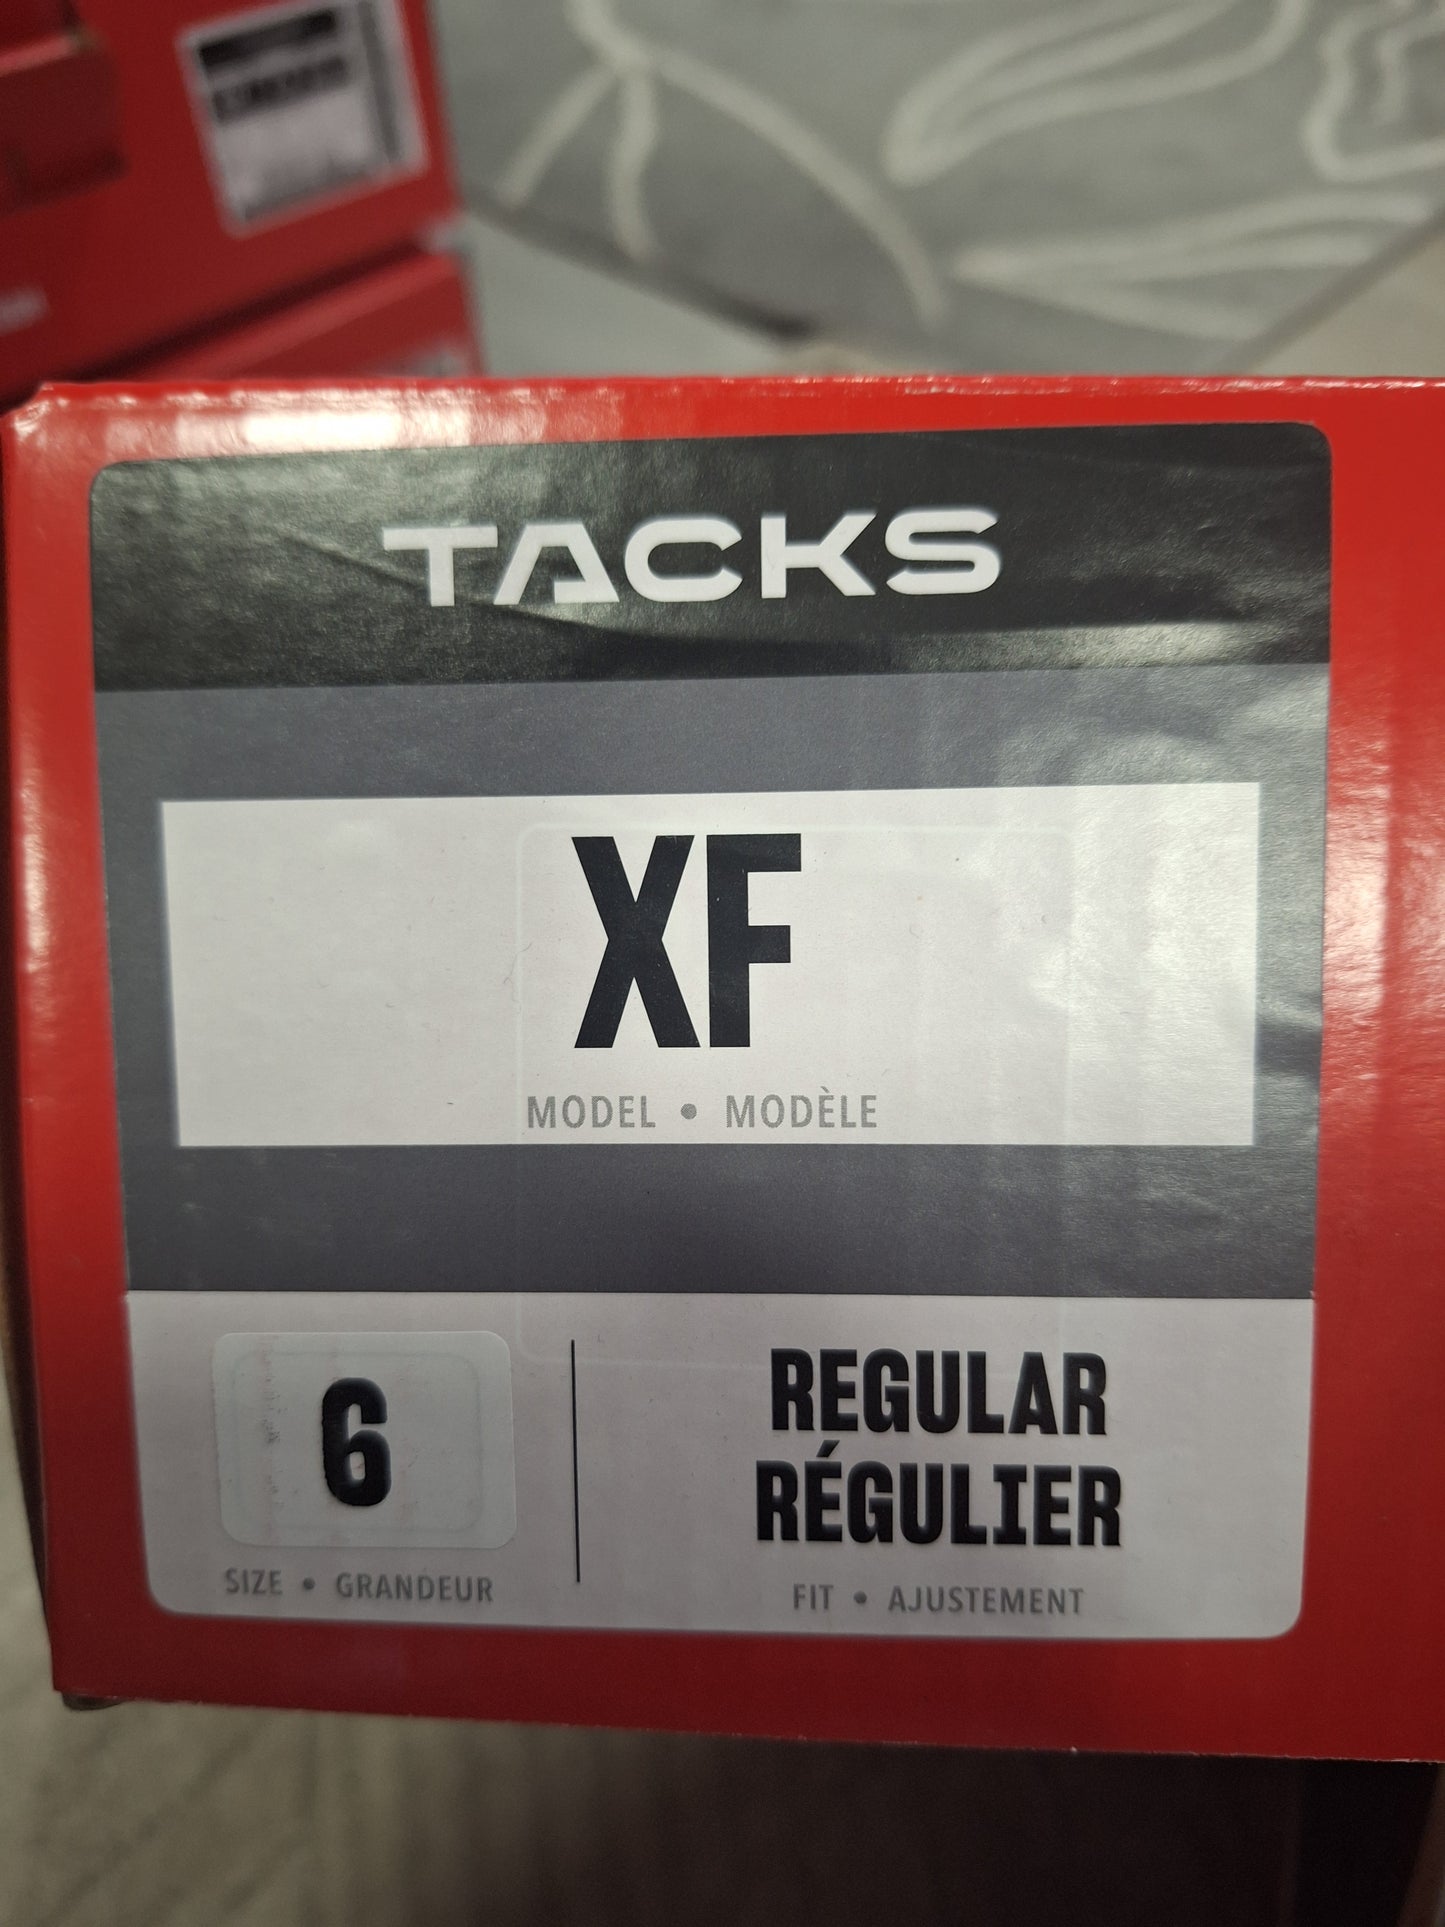 TACKS
XF
MODEL • MODÈLE
6
SIZE • GRANDEUR
REGULAR
RÉGULIER
FIT • AJUSTEMENT